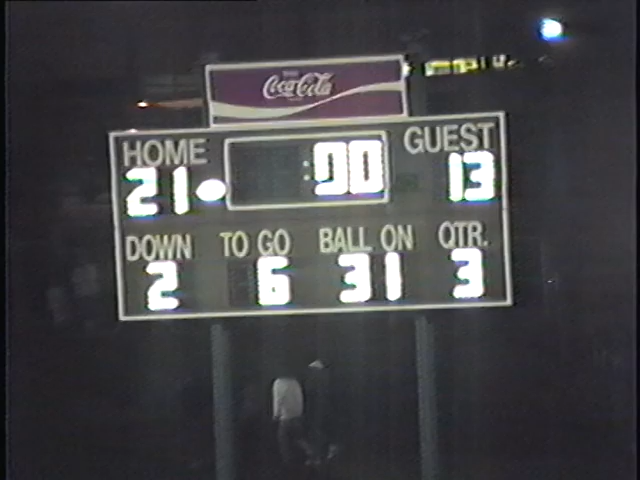 Coca-Cola
HOME :00 GUEST
21 13
DOWN TO GO BALL ON QTR.
2 6 31 3